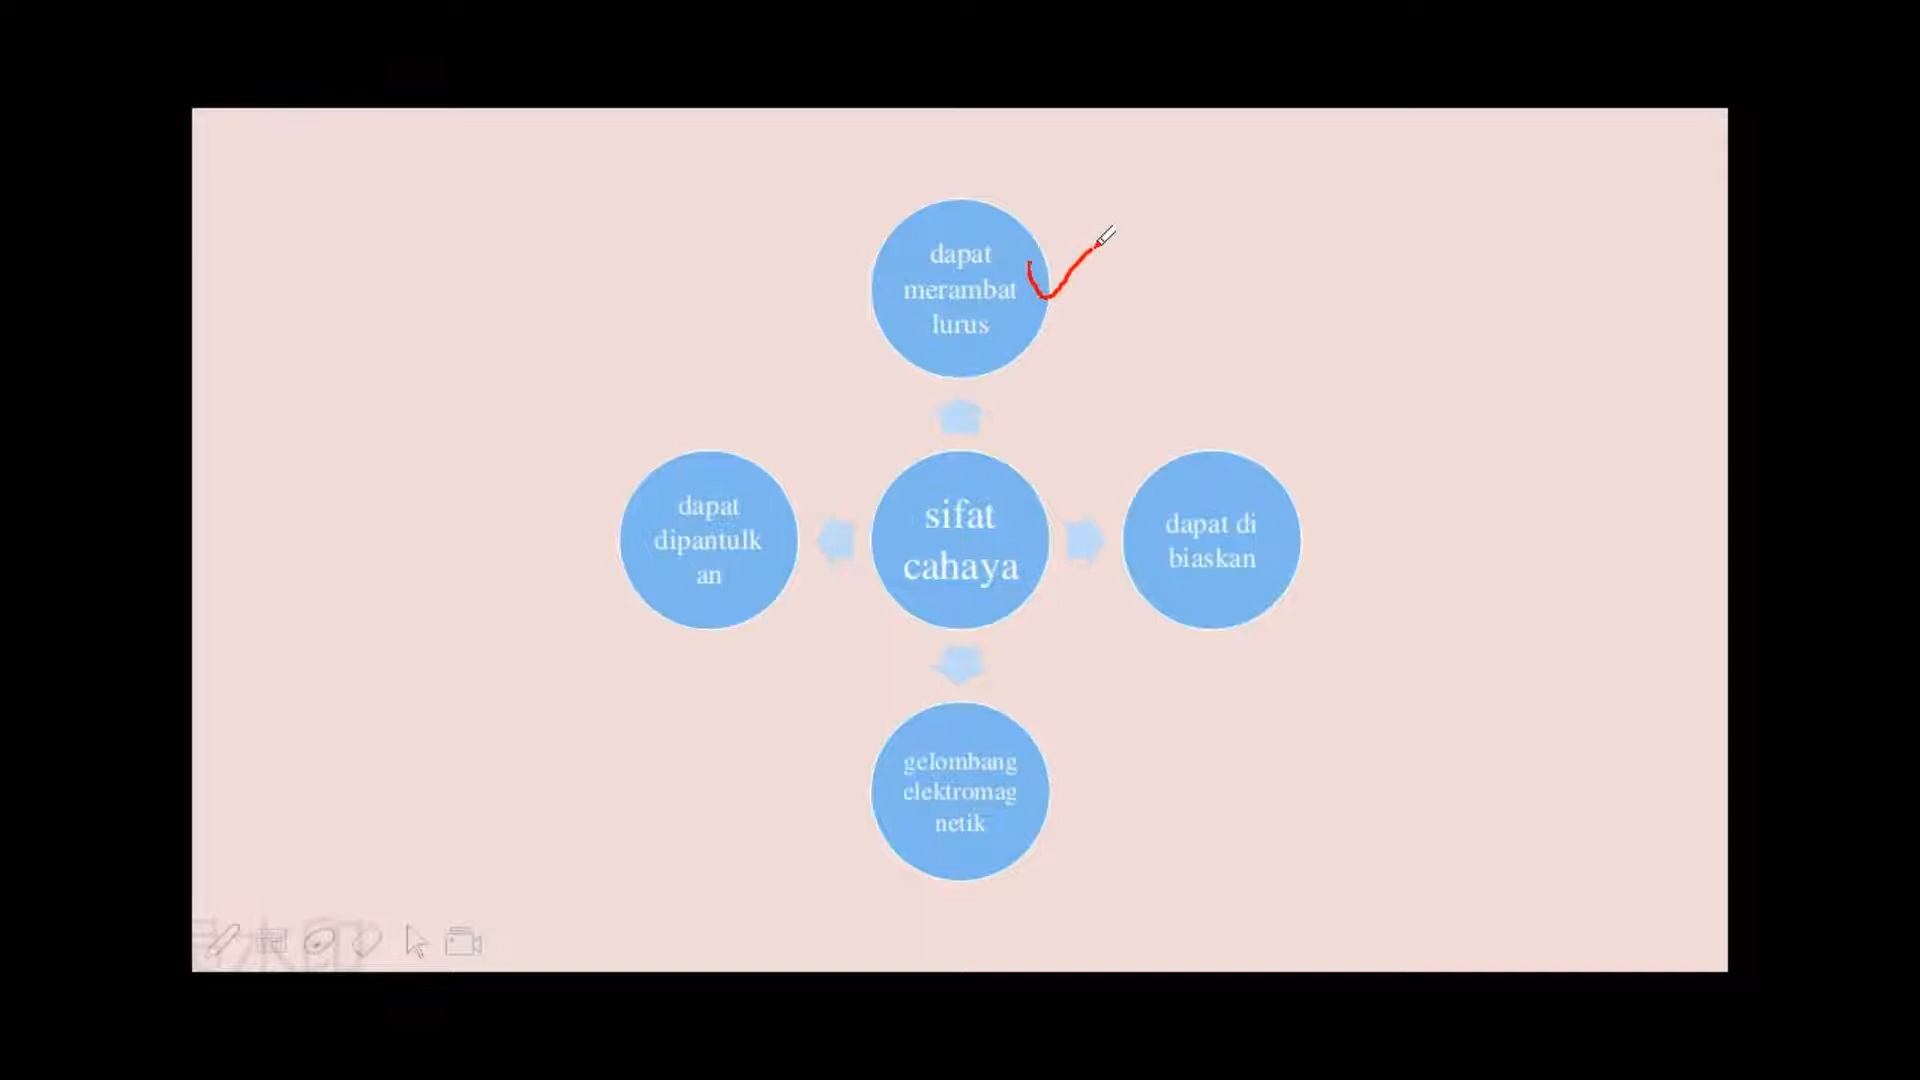 dapat
merambat
lurus
dapat
dipantulk
an
sifat
cahaya
dapat di
biaskan
gelombang
elektromag
netik